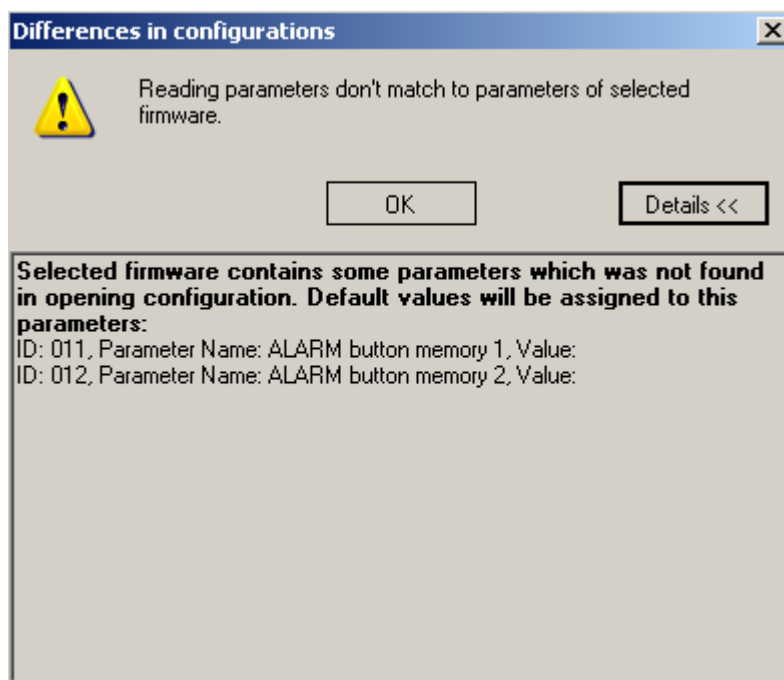 Differences in configurations
Reading parameters don't match to parameters of selected
firmware.
OK
Details <<
Selected firmware contains some parameters which was not found
in opening configuration. Default values will be assigned to this
parameters:
ID: 011, Parameter Name: ALARM button memory 1, Value:
ID: 012, Parameter Name: ALARM button memory 2, Value: